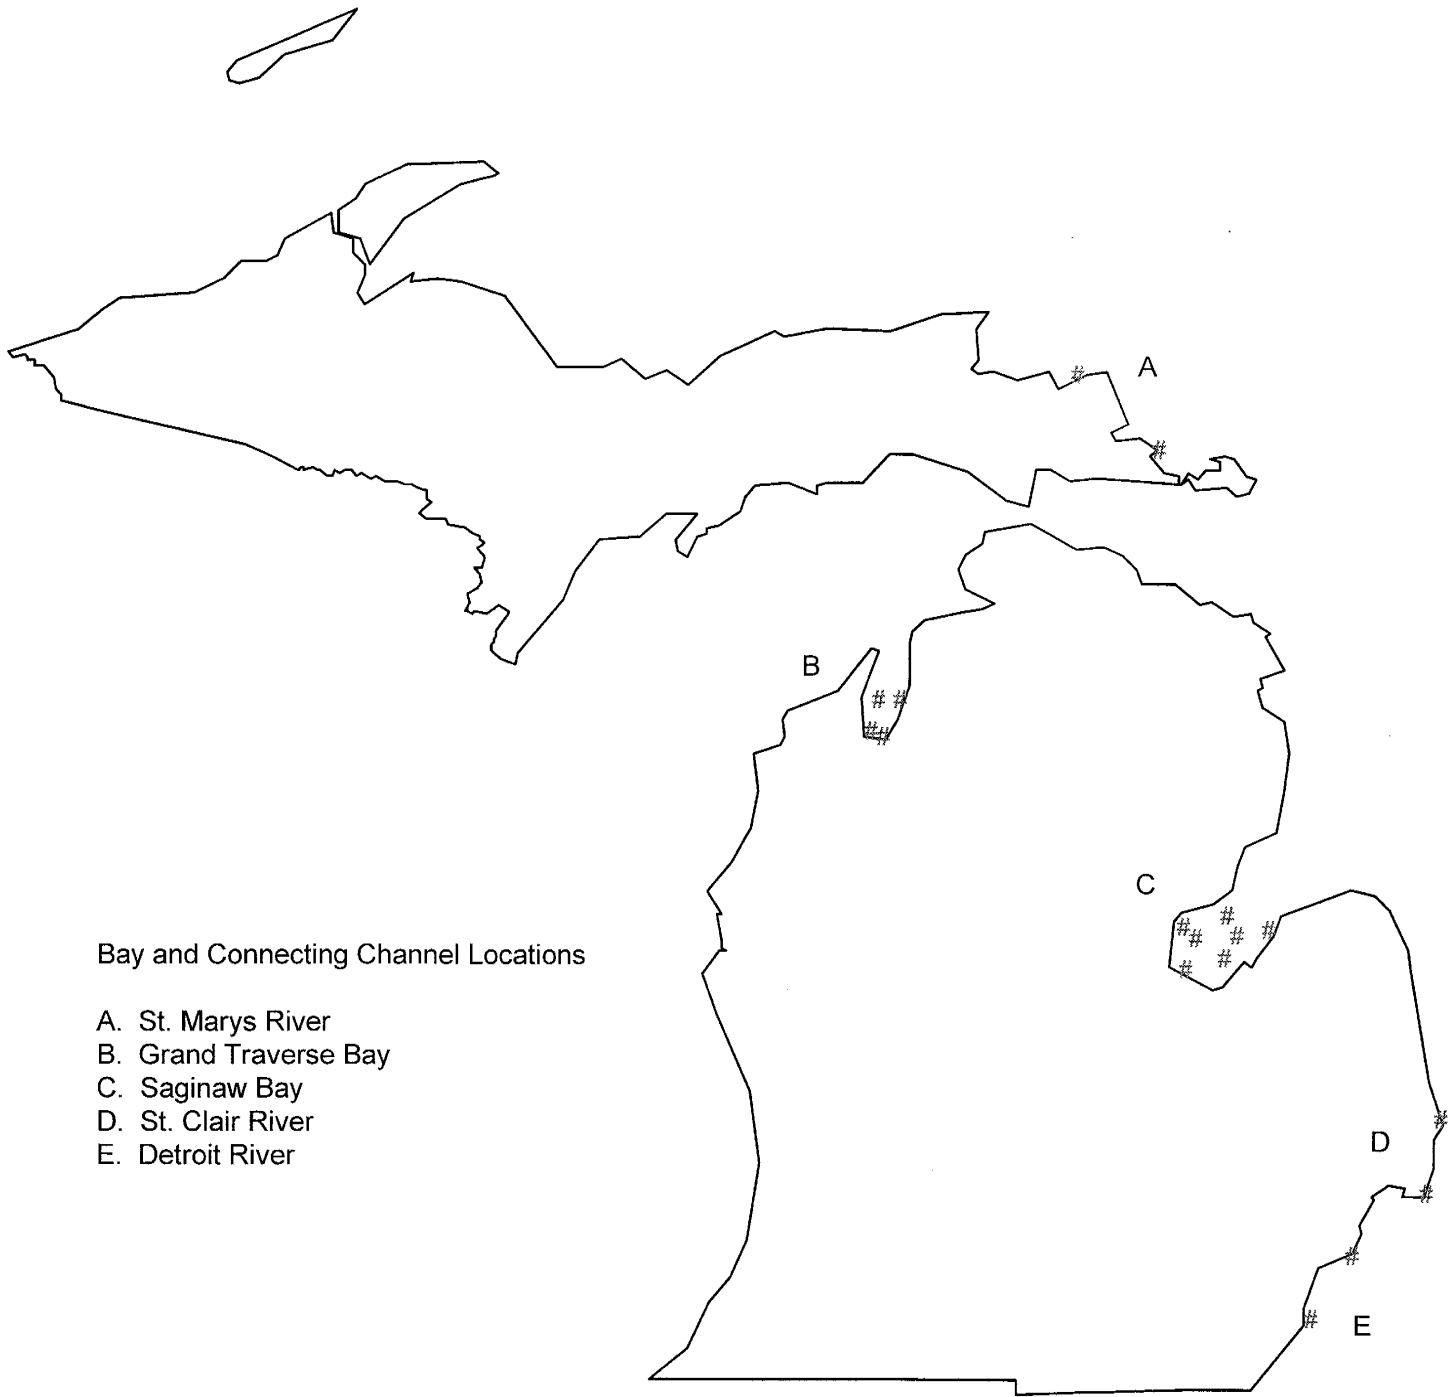 A
#
#
B
# #
##
C
#
#
#
#
#
#
#
Bay and Connecting Channel Locations
A. St. Marys River
B. Grand Traverse Bay
C. Saginaw Bay
D. St. Clair River
E. Detroit River
#
D
#
#
#
E